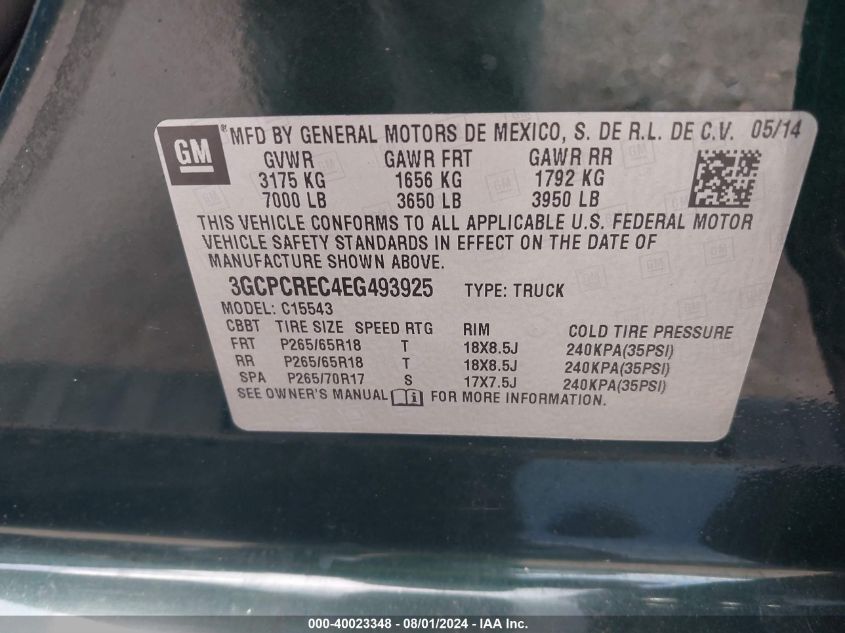 GM
® MFD BY GENERAL MOTORS DE MEXICO, S. DE R.L. DE C.V. 05/14
GVWR GAWR FRT GAWR RR
3175 KG 1656 KG 1792 KG
7000 LB 3650 LB 3950 LB
THIS VEHICLE CONFORMS TO ALL APPLICABLE U.S. FEDERAL MOTOR
VEHICLE SAFETY STANDARDS IN EFFECT ON THE DATE OF
MANUFACTURE SHOWN ABOVE.
3GCPCREC4EG493925 TYPE: TRUCK
MODEL: C15543
CBBT TIRE SIZE SPEED RTG RIM COLD TIRE PRESSURE
FRT P265/65R18 T 18X8.5J 240KPA(35PSI)
RR P265/65R18 T 18X8.5J 240KPA(35PSI)
SPA P265/70R17 S 17X7.5J 240KPA(35PSI)
SEE OWNER'S MANUAL FOR MORE INFORMATION.
000-40023348 - 08/01/2024 - IAA Inc.